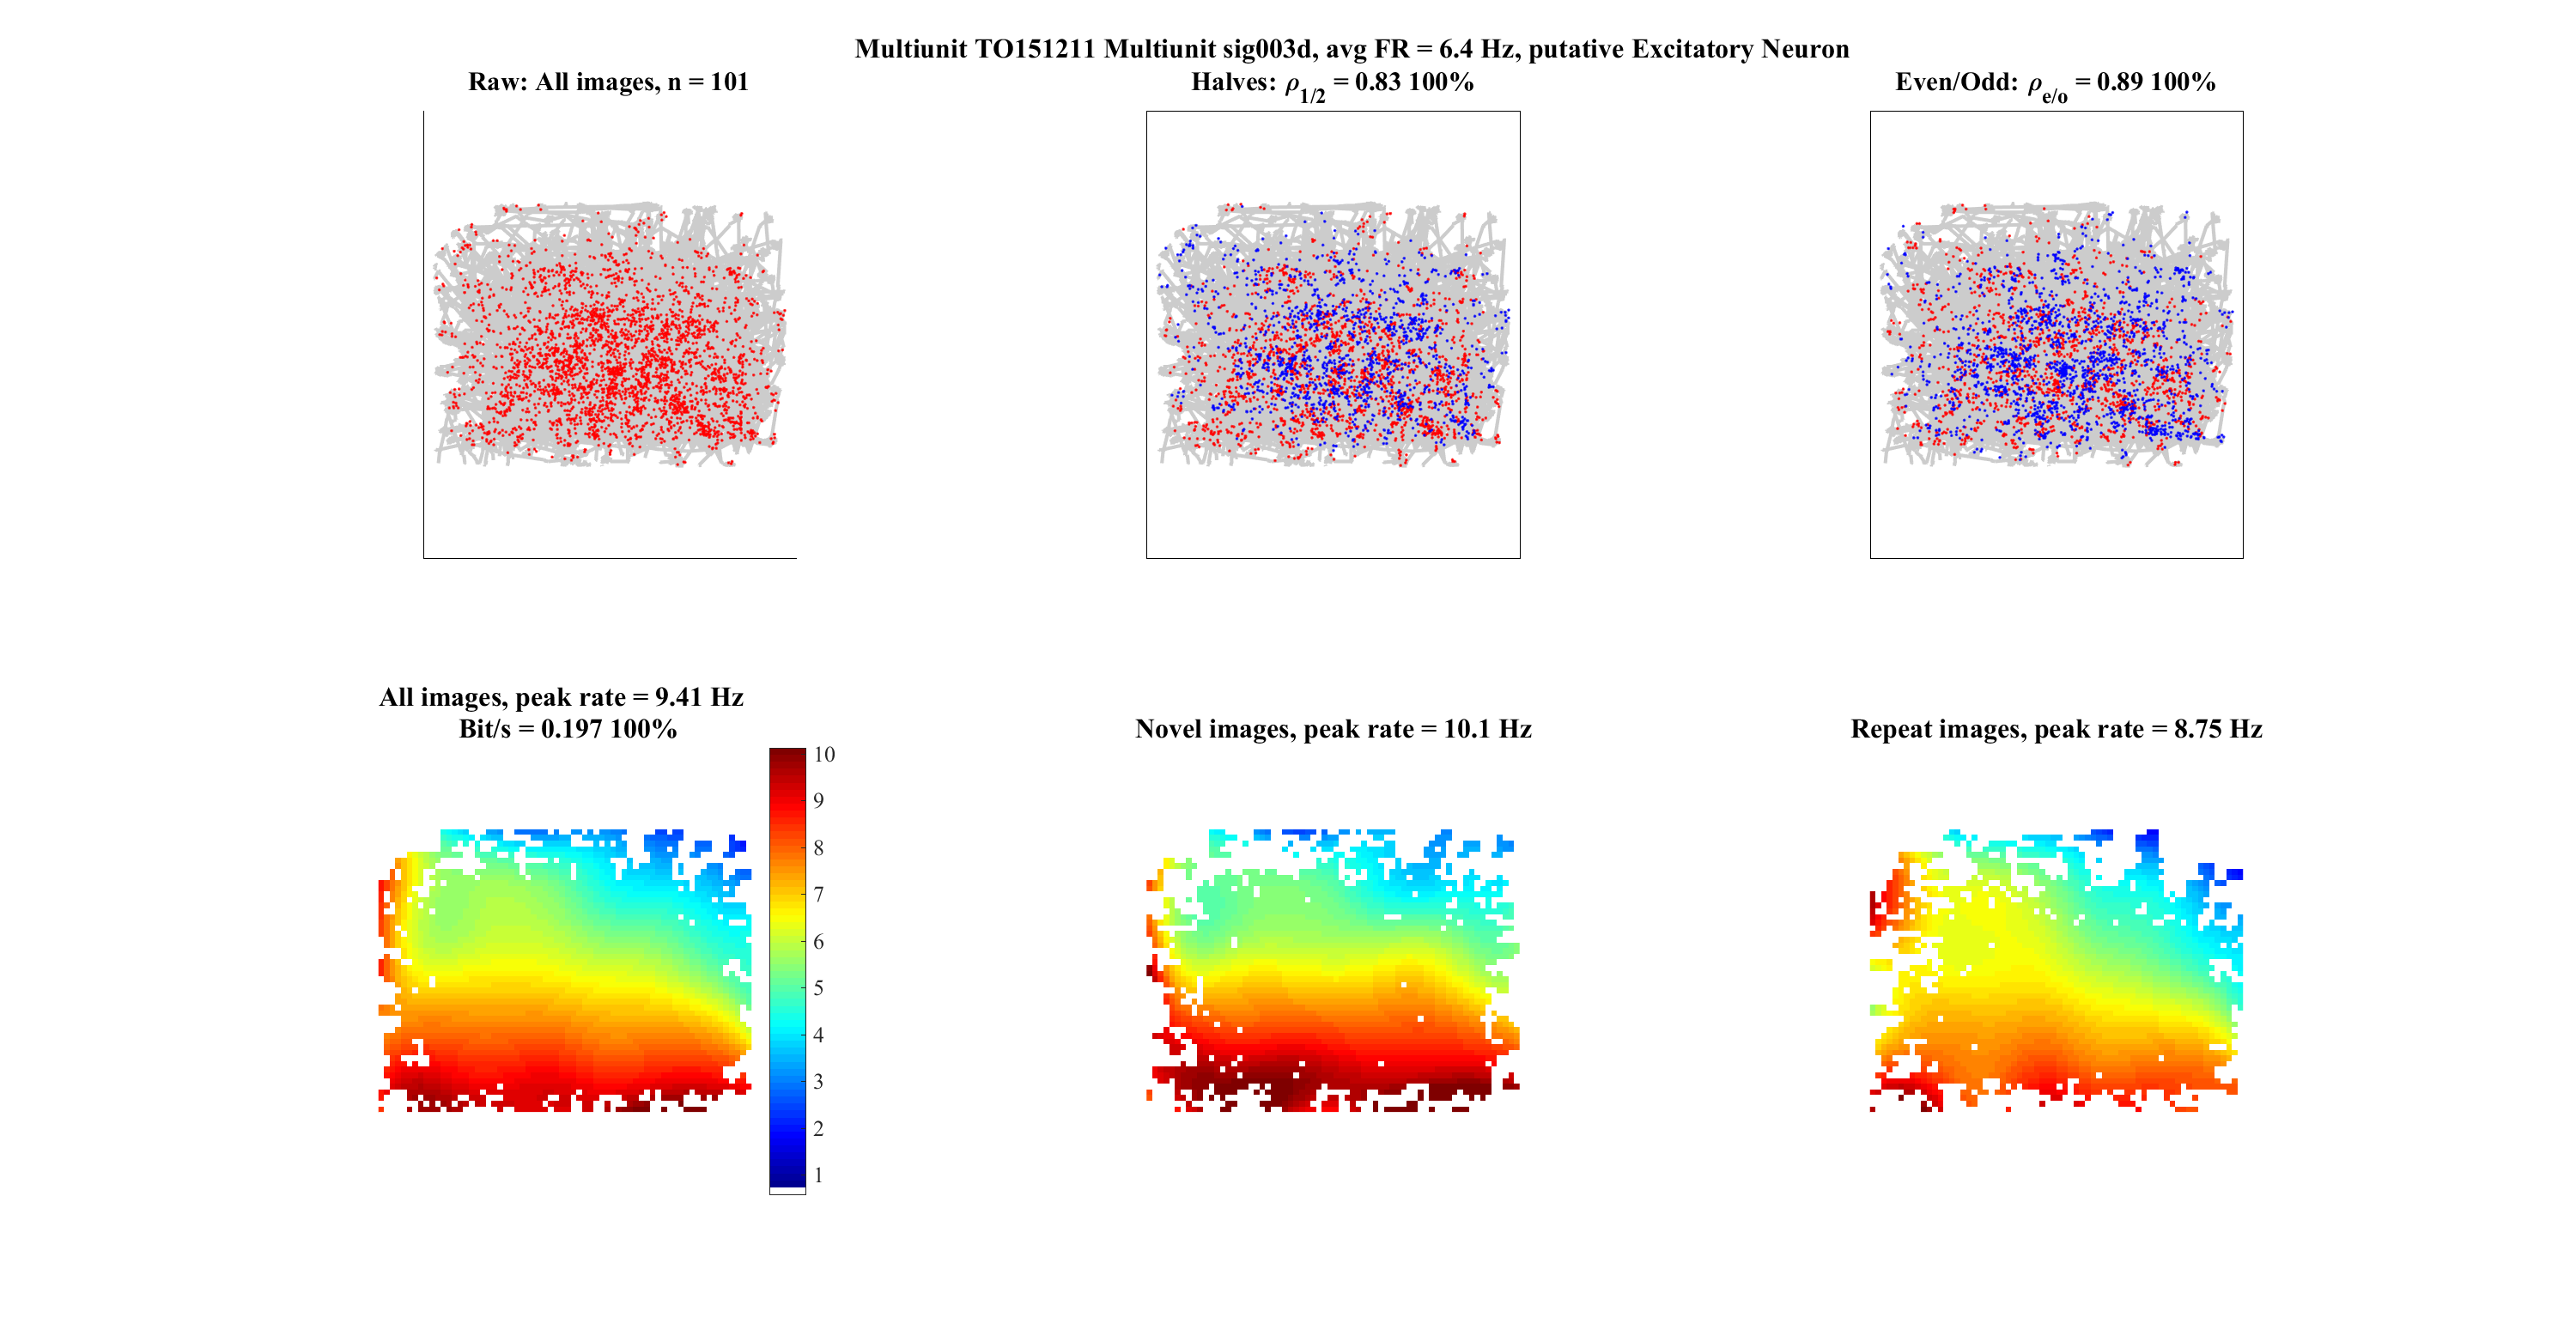 Multiunit TO151211 Multiunit sig003d, avg FR = 6.4 Hz, putative Excitatory Neuron
Raw: All images, n = 101
Halves: ρ1/2 = 0.83 100%
Even/Odd: ρe/o = 0.89 100%
All images, peak rate = 9.41 Hz
Bit/s = 0.197 100%
10
9
8
7
6
5
4
3
2
1
Novel images, peak rate = 10.1 Hz
Repeat images, peak rate = 8.75 Hz